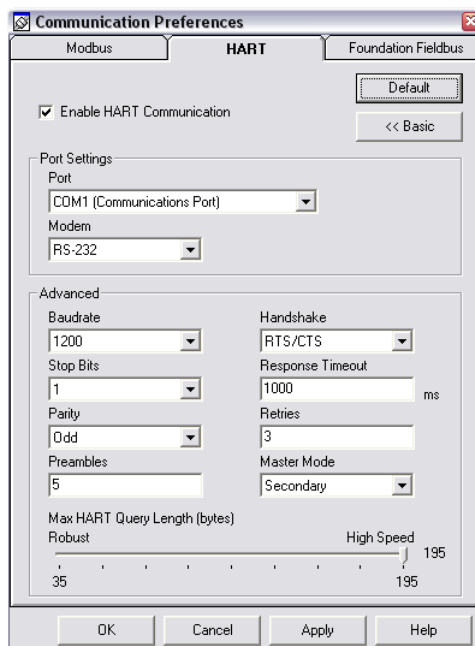 Communication Preferences
Modbus HART Foundation Fieldbus
Default
Enable HART Communication
<< Basic
Port Settings
Port
COM1 (Communications Port)
Modem
RS-232
Advanced
Baudrate Handshake
1200 RTS/CTS
Stop Bits Response Timeout
1 1000 ms
Parity Retries
Odd 3
Preambles Master Mode
5 Secondary
Max HART Query Length (bytes)
Robust High Speed
195
35 195
OK Cancel Apply Help